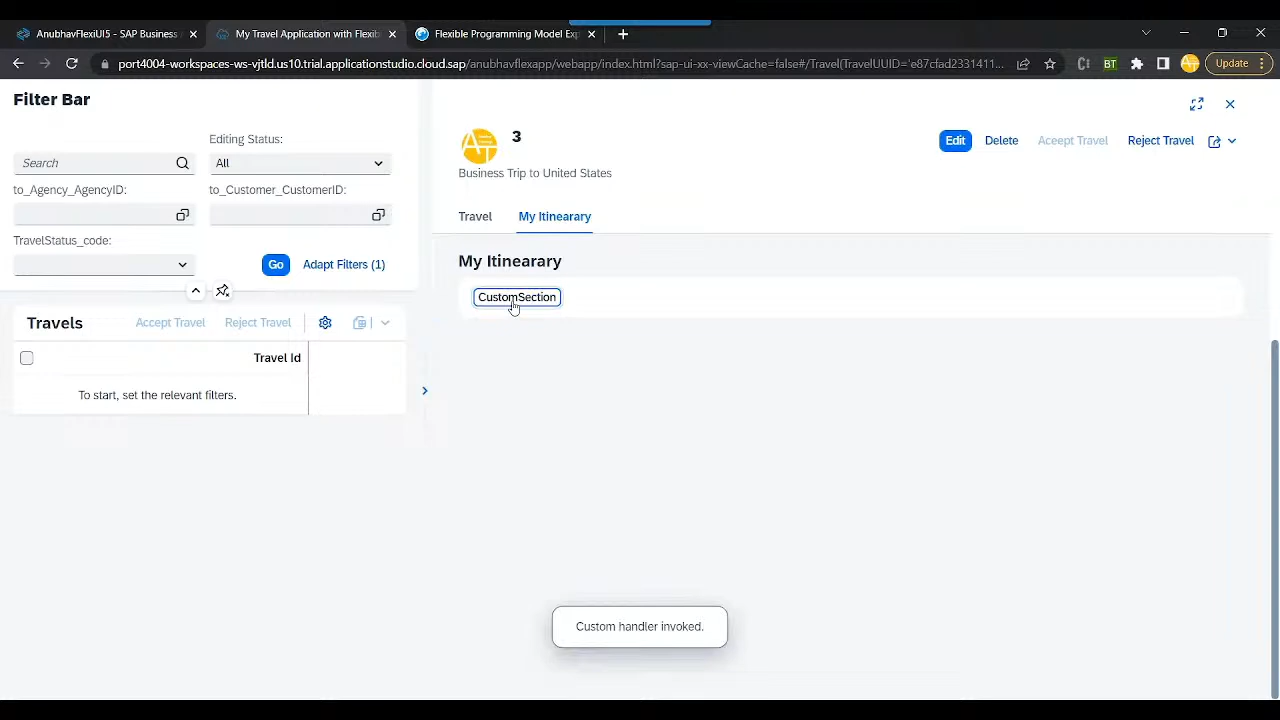 AnubhavFlexiUI5 - SAP Business
My Travel Application with Flexib
Flexible Programming Model Exp
port4004-workspaces-ws-vjtld.us10.trial.applicationstudio.cloud.sap/anubhavflexapp/webapp/index.html?sap-ui-xx-viewCache=false#/Travel(TravelUUID='e87cfad2331411...
BT
Update
Filter Bar
Editing Status:
Search
All
to_Agency_AgencyID:
to_Customer_CustomerID:
TravelStatus_code:
Go
Adapt Filters (1)
Travels
Accept Travel
Reject Travel
Travel Id
To start, set the relevant filters.
AT
3
Business Trip to United States
Edit
Delete
Aceept Travel
Reject Travel
Travel
My Itinearary
My Itinearary
CustomSection
Custom handler invoked.